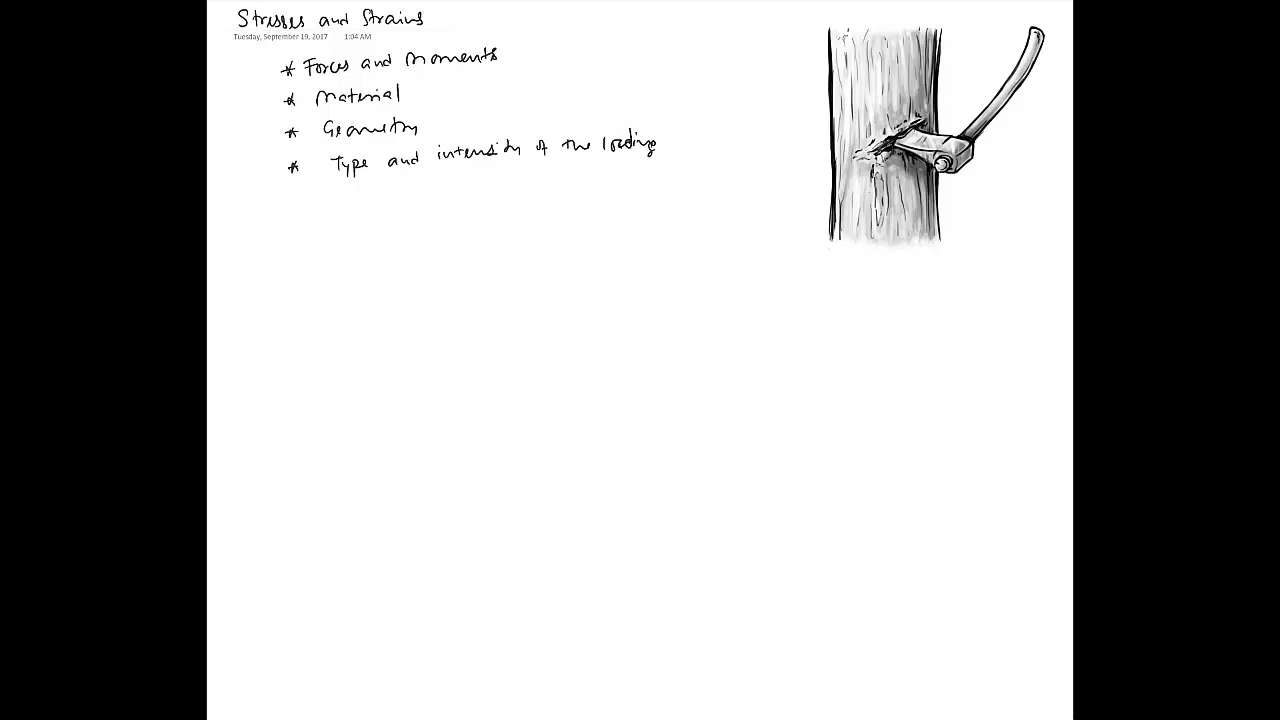 Stresses and Strains
Tuesday, September 19, 2017 1:04 AM
* Forces and Moments
* Material
* Geometry
* Type and intensity of the loading